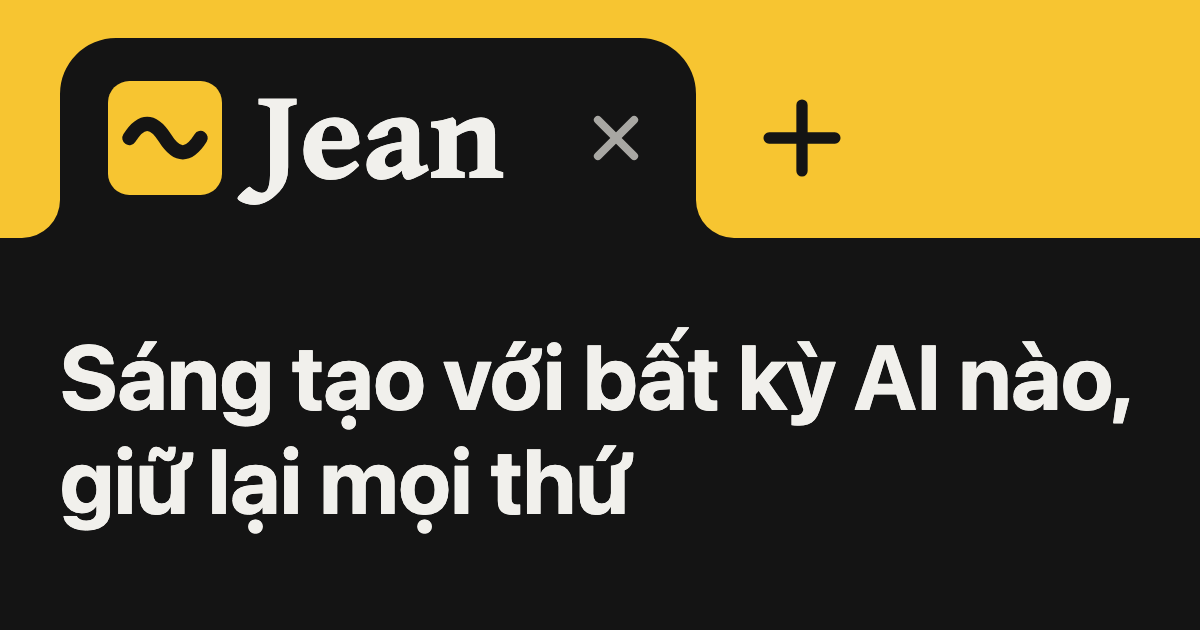 Jean
Sáng tạo với bất kỳ AI nào,
giữ lại mọi thứ